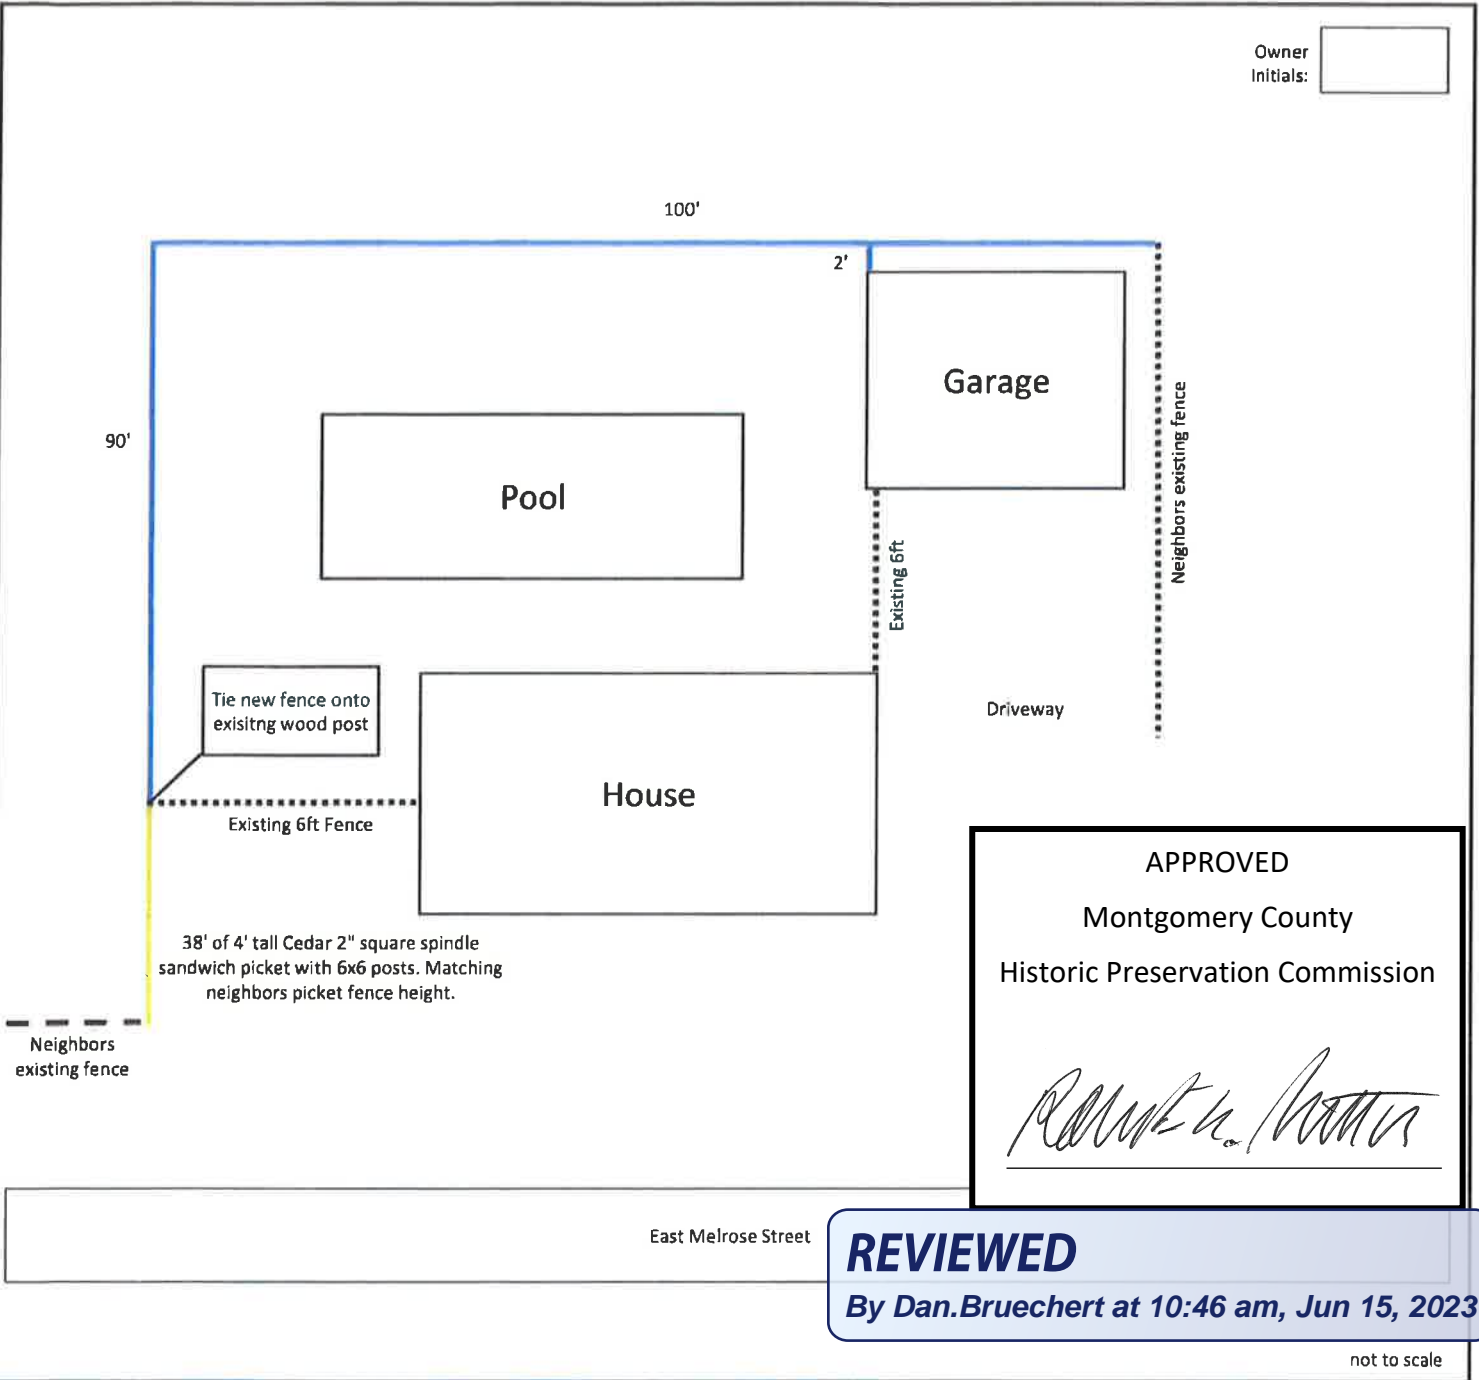 Owner
Initials:
100'
2'
Garage
90'
Neighbors existing fence
Pool
Existing 6ft
Tie new fence onto
exisitng wood post
Driveway
House
Existing 6ft Fence
APPROVED
Montgomery County
Historic Preservation Commission
38' of 4' tall Cedar 2" square spindle
sandwich picket with 6x6 posts. Matching
neighbors picket fence height.
Neighbors
existing fence
East Melrose Street
REVIEWED
By Dan.Bruechert at 10:46 am, Jun 15, 2023
not to scale